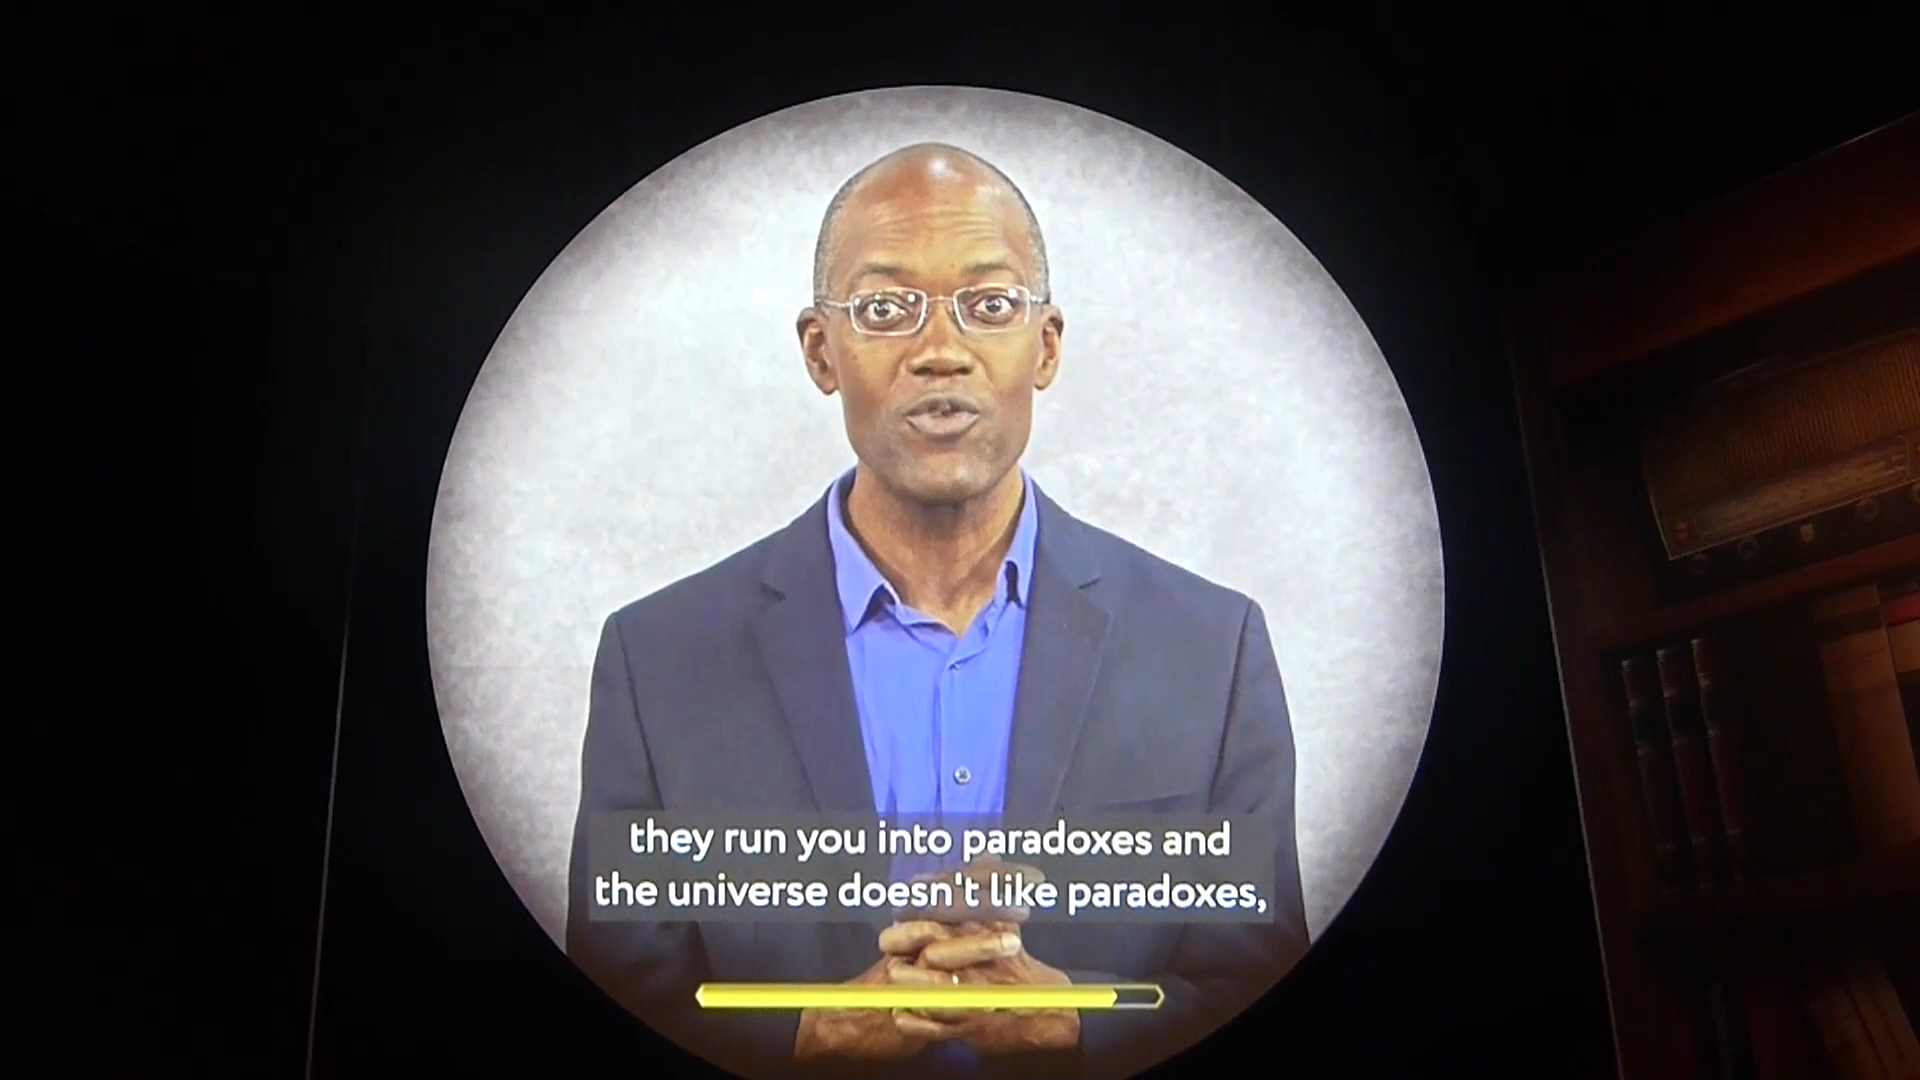 they run you into paradoxes and
the universe doesn't like paradoxes,